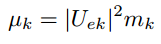 μ_k = |U_{ek}|^2 m_k